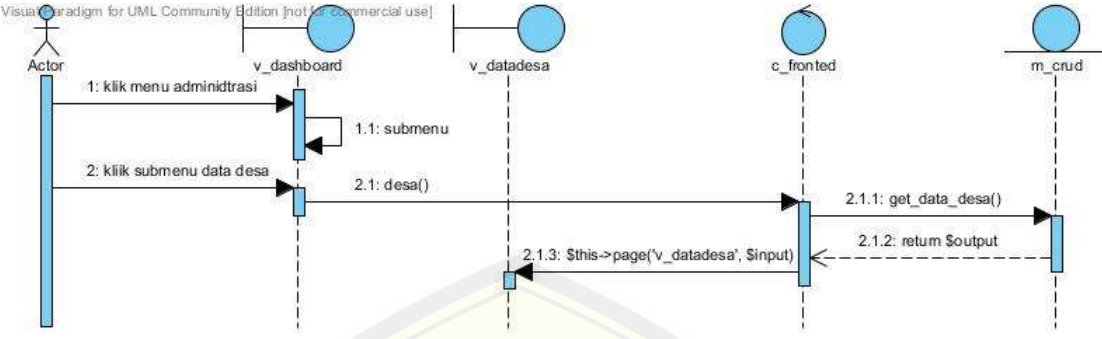 Visual Paradigm for UML Community Edition [not for commercial use]
Actor
v_dashboard
v_datadesa
c_fronted
m_crud
1: klik menu adminidtrasi
1.1: submenu
2: kliik submenu data desa
2.1: desa()
2.1.1: get_data_desa()
2.1.2: return $output
2.1.3: $this->page('v_datadesa', $input)